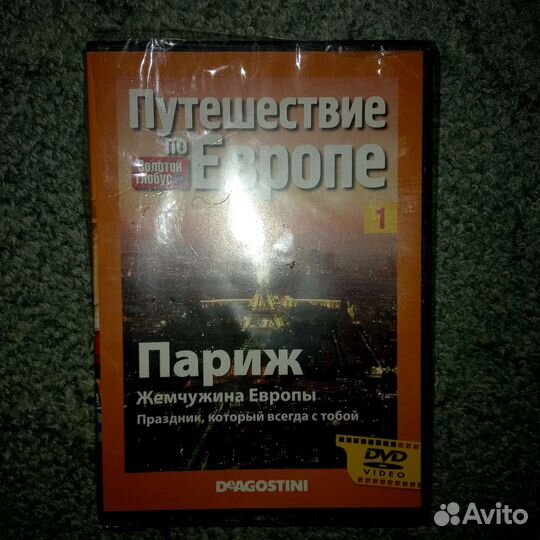 Путешествие
по
Золотой
глобус
Европе
1
Париж
Жемчужина Европы
Праздник, который всегда с тобой
DVD
VIDEO
DeAGOSTINI
Avito